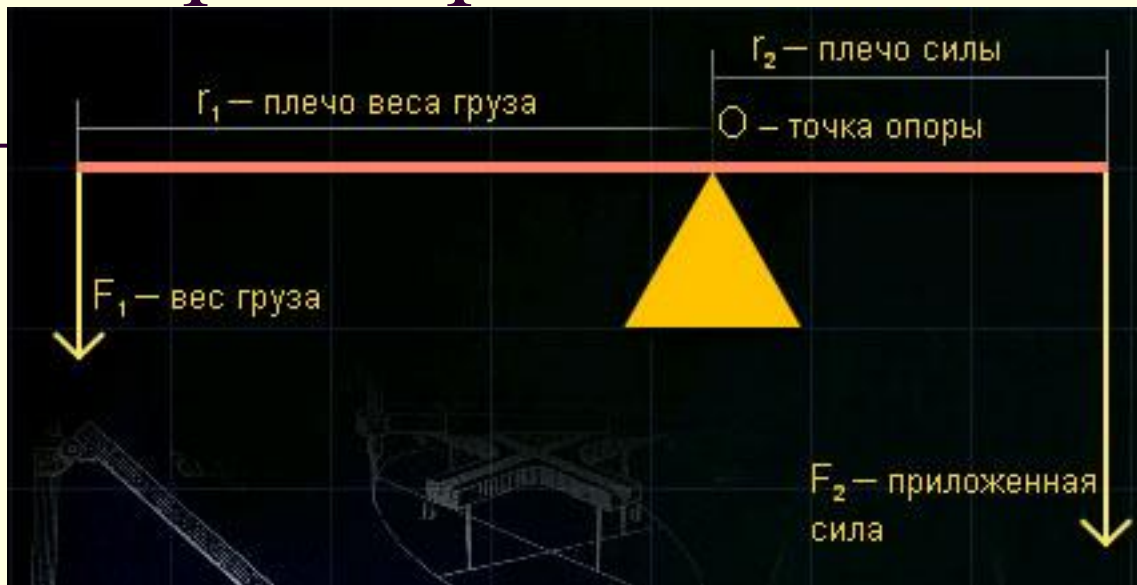 r₂ — плечо силы
r₁ — плечо веса груза
O — точка опоры
F₁ — вес груза
F₂ — приложенная
сила